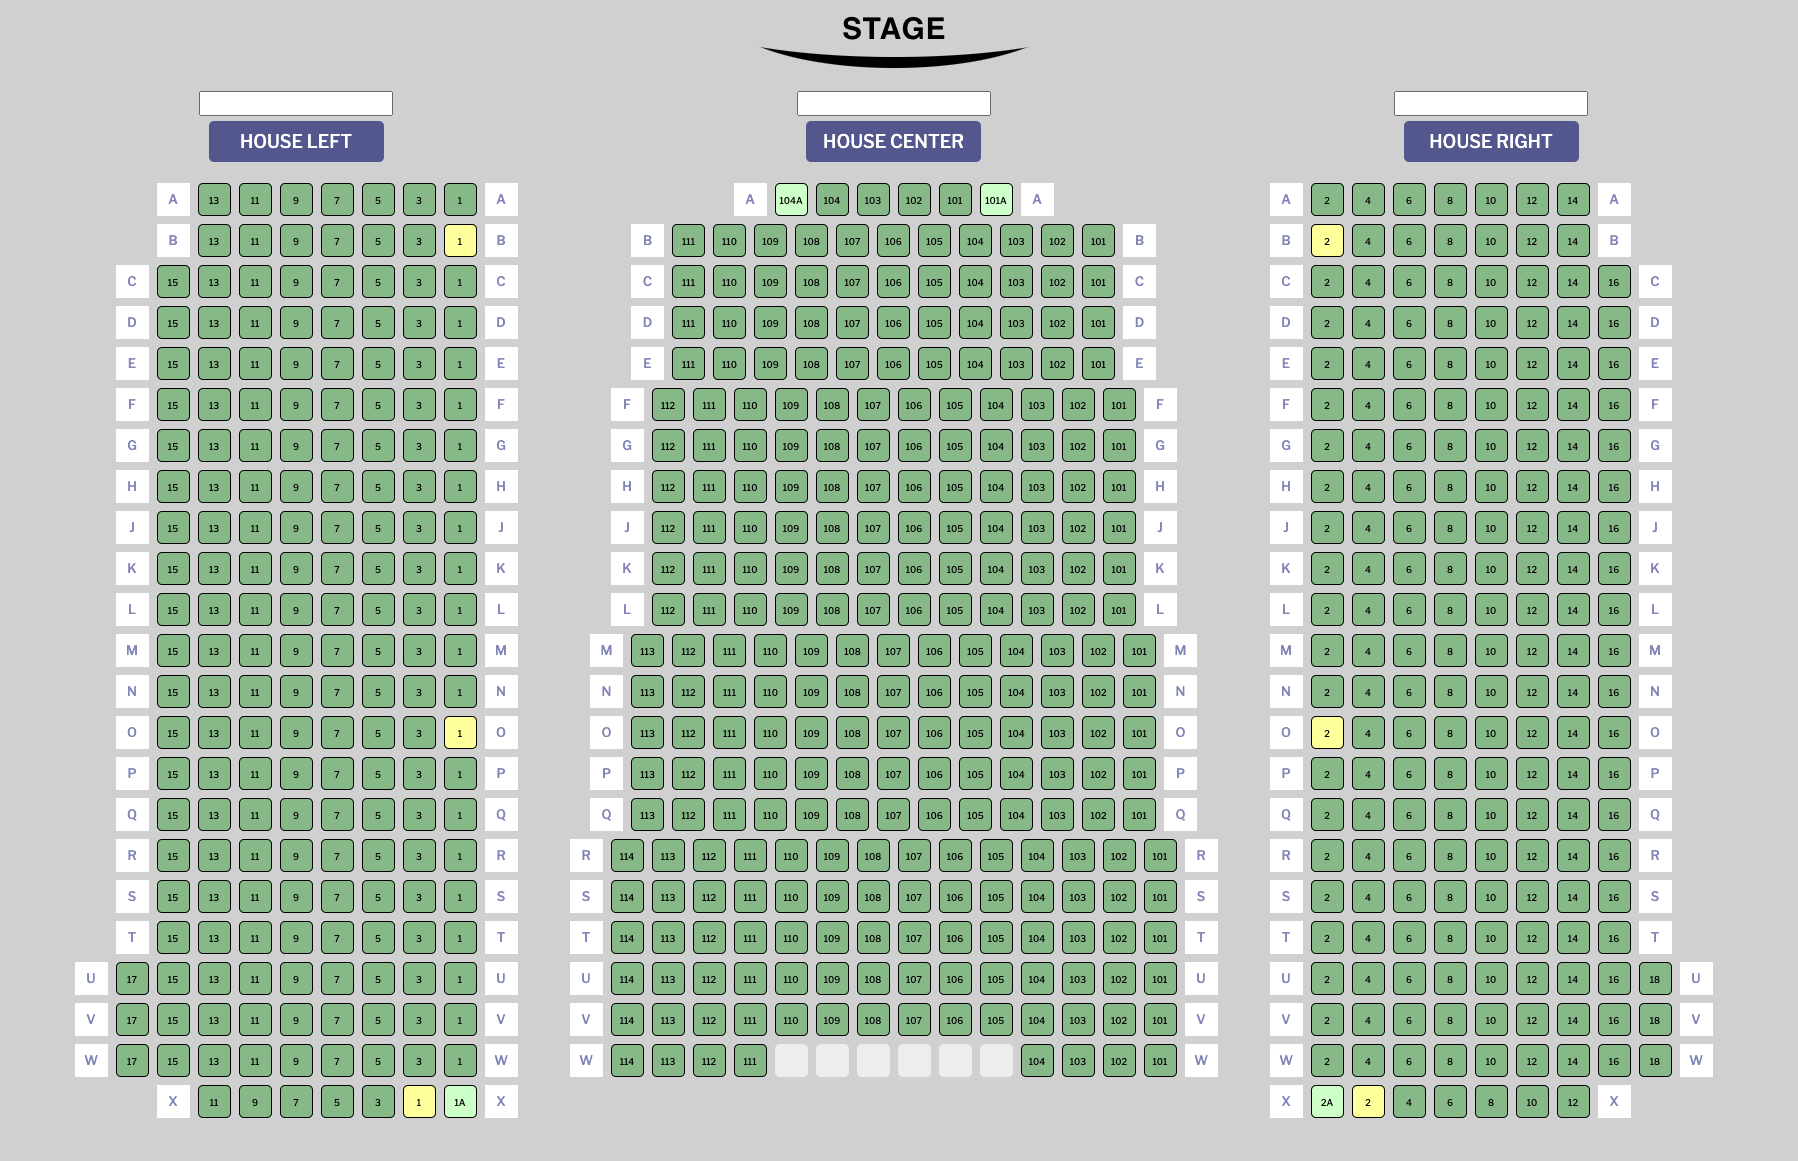 STAGE
HOUSE LEFT HOUSE CENTER HOUSE RIGHT
A 13 11 9 7 5 3 1 A A 104A 104 103 102 101 101A A A 2 4 6 8 10 12 14 A
B 13 11 9 7 5 3 1 B B 111 110 109 108 107 106 105 104 103 102 101 B B 2 4 6 8 10 12 14 B
C 15 13 11 9 7 5 3 1 C C 111 110 109 108 107 106 105 104 103 102 101 C C 2 4 6 8 10 12 14 16 C
D 15 13 11 9 7 5 3 1 D D 111 110 109 108 107 106 105 104 103 102 101 D D 2 4 6 8 10 12 14 16 D
E 15 13 11 9 7 5 3 1 E E 111 110 109 108 107 106 105 104 103 102 101 E E 2 4 6 8 10 12 14 16 E
F 15 13 11 9 7 5 3 1 F F 112 111 110 109 108 107 106 105 104 103 102 101 F F 2 4 6 8 10 12 14 16 F
G 15 13 11 9 7 5 3 1 G G 112 111 110 109 108 107 106 105 104 103 102 101 G G 2 4 6 8 10 12 14 16 G
H 15 13 11 9 7 5 3 1 H H 112 111 110 109 108 107 106 105 104 103 102 101 H H 2 4 6 8 10 12 14 16 H
J 15 13 11 9 7 5 3 1 J J 112 111 110 109 108 107 106 105 104 103 102 101 J J 2 4 6 8 10 12 14 16 J
K 15 13 11 9 7 5 3 1 K K 112 111 110 109 108 107 106 105 104 103 102 101 K K 2 4 6 8 10 12 14 16 K
L 15 13 11 9 7 5 3 1 L L 112 111 110 109 108 107 106 105 104 103 102 101 L L 2 4 6 8 10 12 14 16 L
M 15 13 11 9 7 5 3 1 M M 113 112 111 110 109 108 107 106 105 104 103 102 101 M M 2 4 6 8 10 12 14 16 M
N 15 13 11 9 7 5 3 1 N N 113 112 111 110 109 108 107 106 105 104 103 102 101 N N 2 4 6 8 10 12 14 16 N
O 15 13 11 9 7 5 3 1 O O 113 112 111 110 109 108 107 106 105 104 103 102 101 O O 2 4 6 8 10 12 14 16 O
P 15 13 11 9 7 5 3 1 P P 113 112 111 110 109 108 107 106 105 104 103 102 101 P P 2 4 6 8 10 12 14 16 P
Q 15 13 11 9 7 5 3 1 Q Q 113 112 111 110 109 108 107 106 105 104 103 102 101 Q Q 2 4 6 8 10 12 14 16 Q
R 15 13 11 9 7 5 3 1 R R 114 113 112 111 110 109 108 107 106 105 104 103 102 101 R R 2 4 6 8 10 12 14 16 R
S 15 13 11 9 7 5 3 1 S S 114 113 112 111 110 109 108 107 106 105 104 103 102 101 S S 2 4 6 8 10 12 14 16 S
T 15 13 11 9 7 5 3 1 T T 114 113 112 111 110 109 108 107 106 105 104 103 102 101 T T 2 4 6 8 10 12 14 16 T
U 17 15 13 11 9 7 5 3 1 U U 114 113 112 111 110 109 108 107 106 105 104 103 102 101 U U 2 4 6 8 10 12 14 16 18 U
V 17 15 13 11 9 7 5 3 1 V V 114 113 112 111 110 109 108 107 106 105 104 103 102 101 V V 2 4 6 8 10 12 14 16 18 V
W 17 15 13 11 9 7 5 3 1 W W 114 113 112 111 104 103 102 101 W W 2 4 6 8 10 12 14 16 18 W
X 11 9 7 5 3 1 1A X X 2A 2 4 6 8 10 12 X